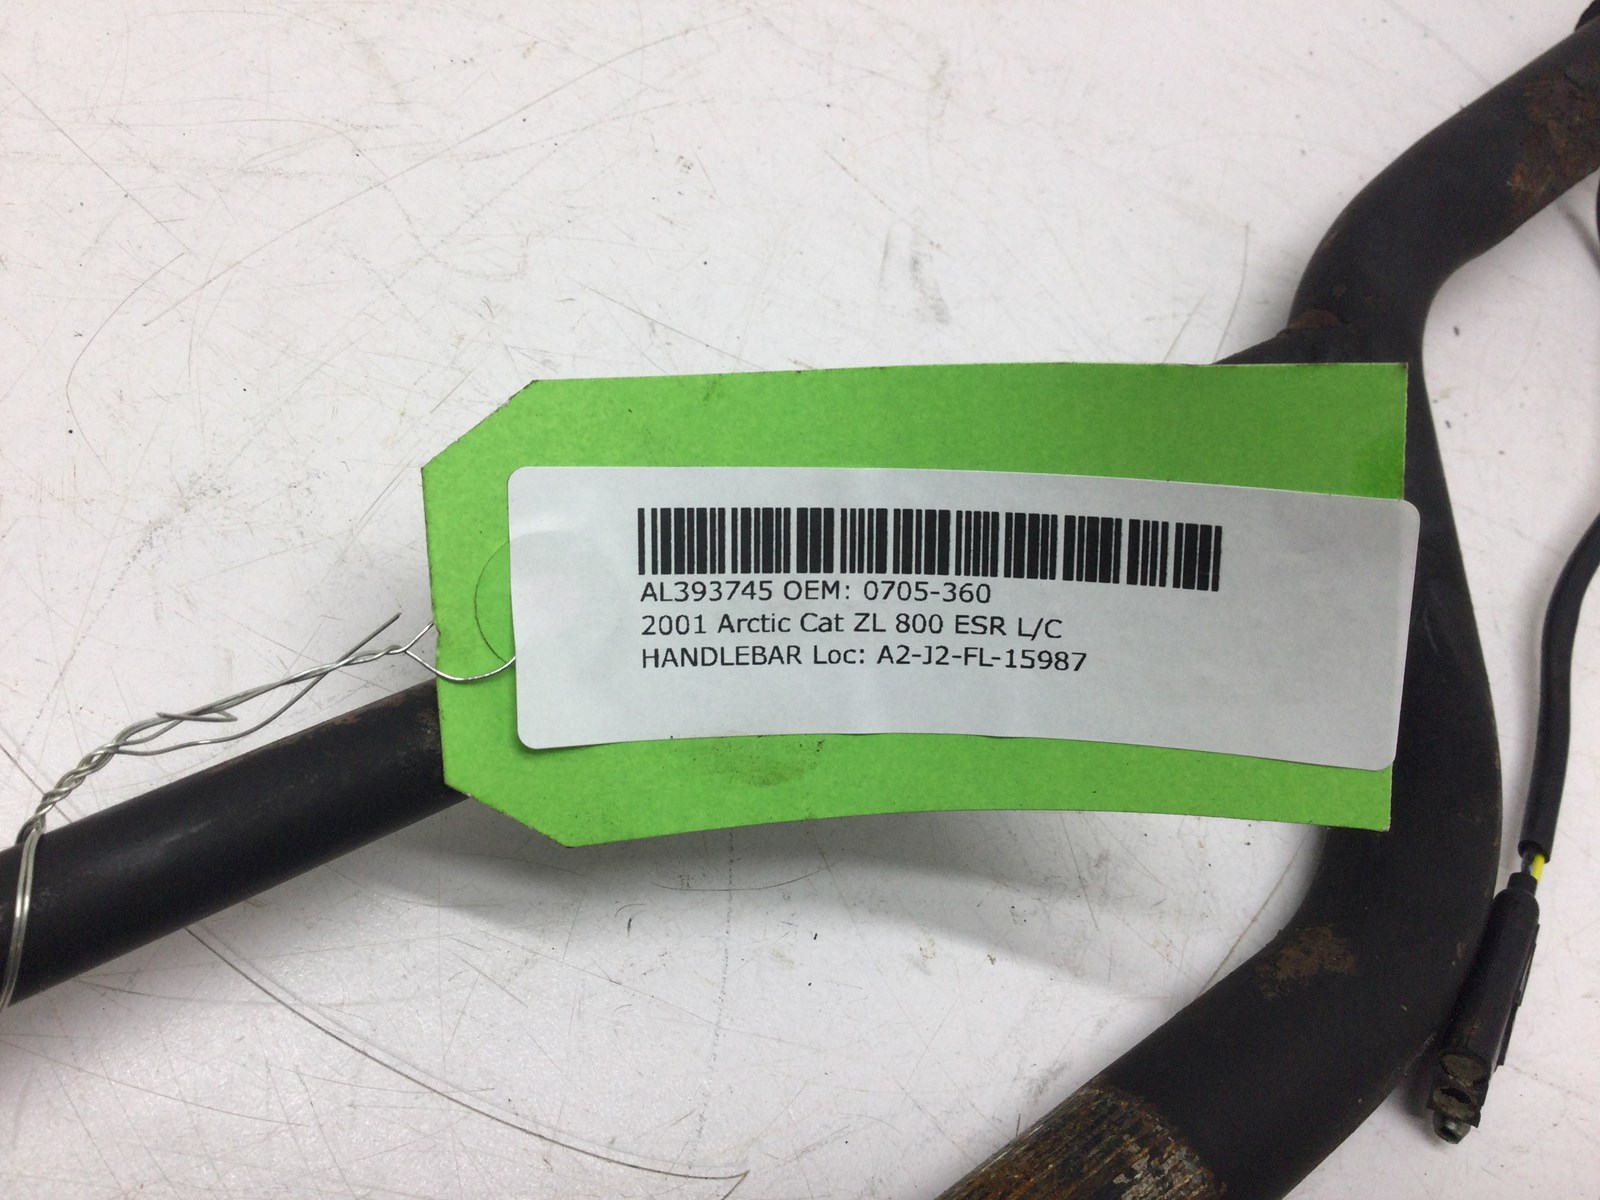 AL393745 OEM: 0705-360
2001 Arctic Cat ZL 800 ESR L/C
HANDLEBAR Loc: A2-J2-FL-15987